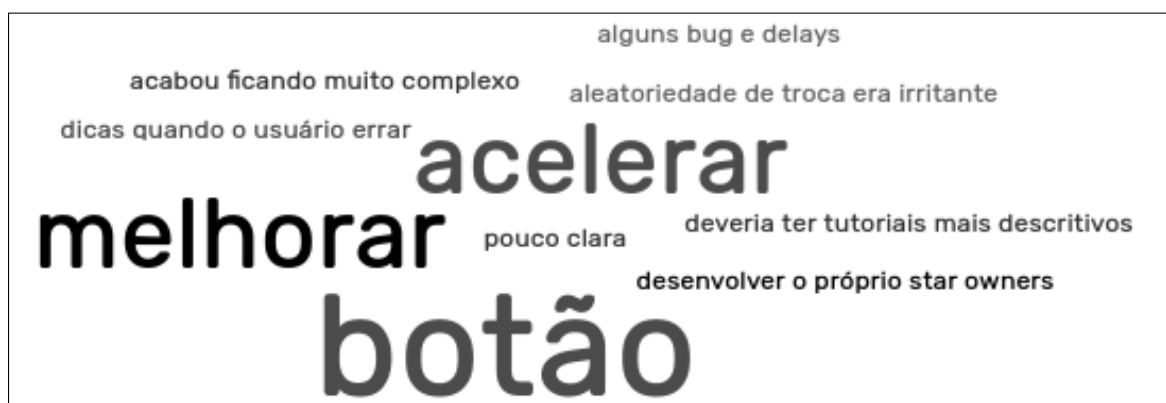 alguns bug e delays
acabou ficando muito complexo
aleatoriedade de troca era irritante
dicas quando o usuário errar
acelerar
melhorar
pouco clara
deveria ter tutoriais mais descritivos
desenvolver o próprio star owners
botão